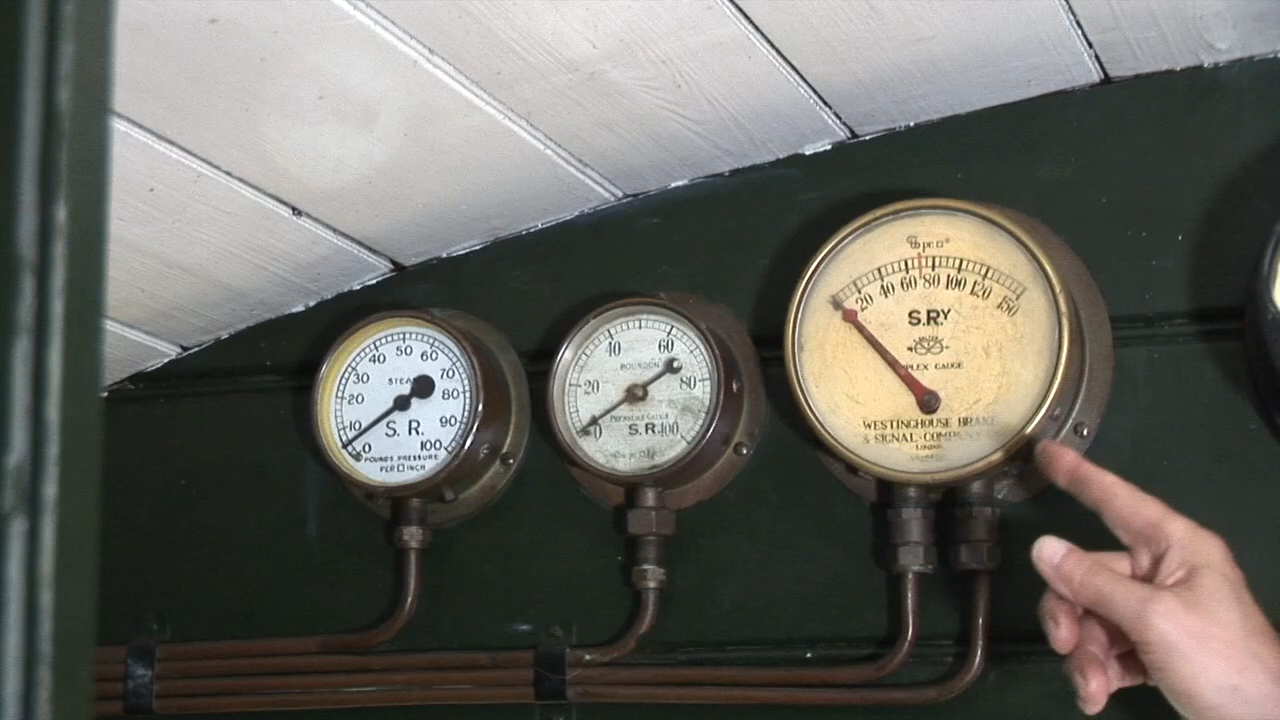 10 20 30 40 50 60 70 80 90 100
STEAM
S. R.
0
POUNDS PRESSURE
PER □ INCH
0 20 40 60 80 100
BOURDON
PRESSURE GAUGE
S.R.
20 40 60 80 100 120 150
S.RY
DUPLEX GAUGE
WESTINGHOUSE BRAKE
& SIGNAL COMPANY
LONDON